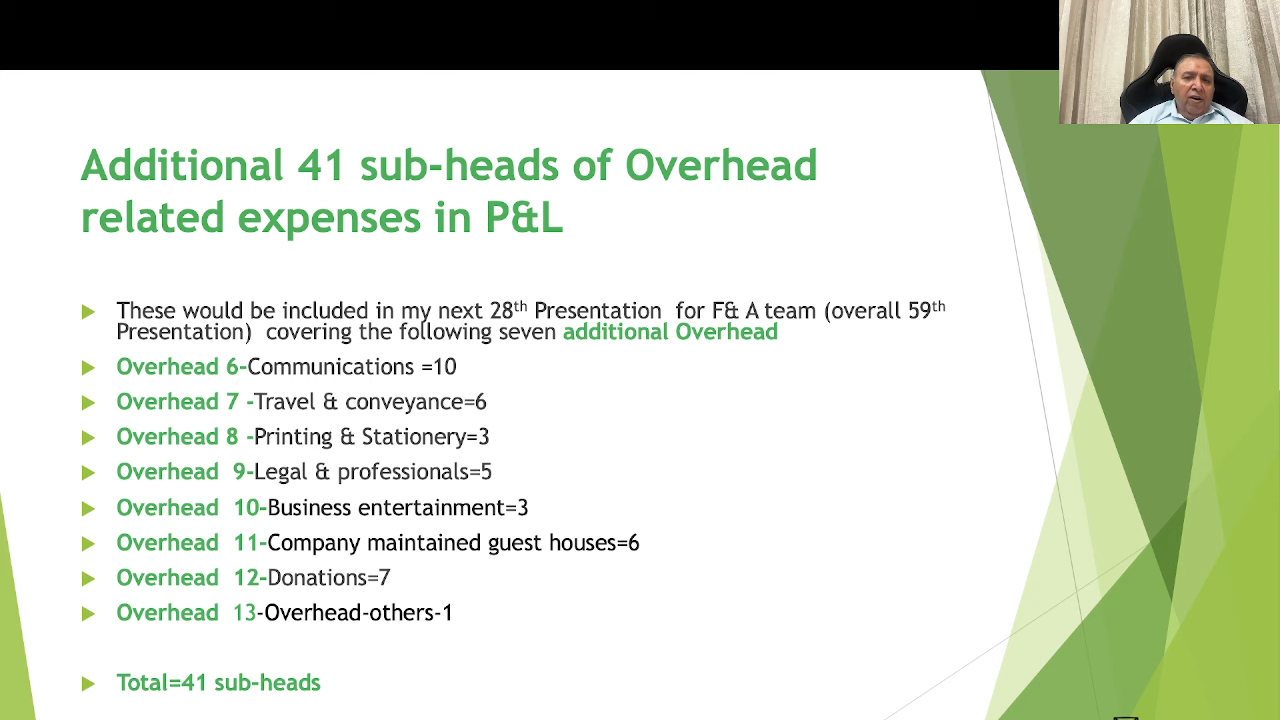 Additional 41 sub-heads of Overhead
related expenses in P&L
These would be included in my next 28th Presentation for F& A team (overall 59th
Presentation) covering the following seven additional Overhead
Overhead 6-Communications =10
Overhead 7 -Travel & conveyance=6
Overhead 8 -Printing & Stationery=3
Overhead 9-Legal & professionals=5
Overhead 10-Business entertainment=3
Overhead 11-Company maintained guest houses=6
Overhead 12-Donations=7
Overhead 13-Overhead-others-1
Total=41 sub-heads